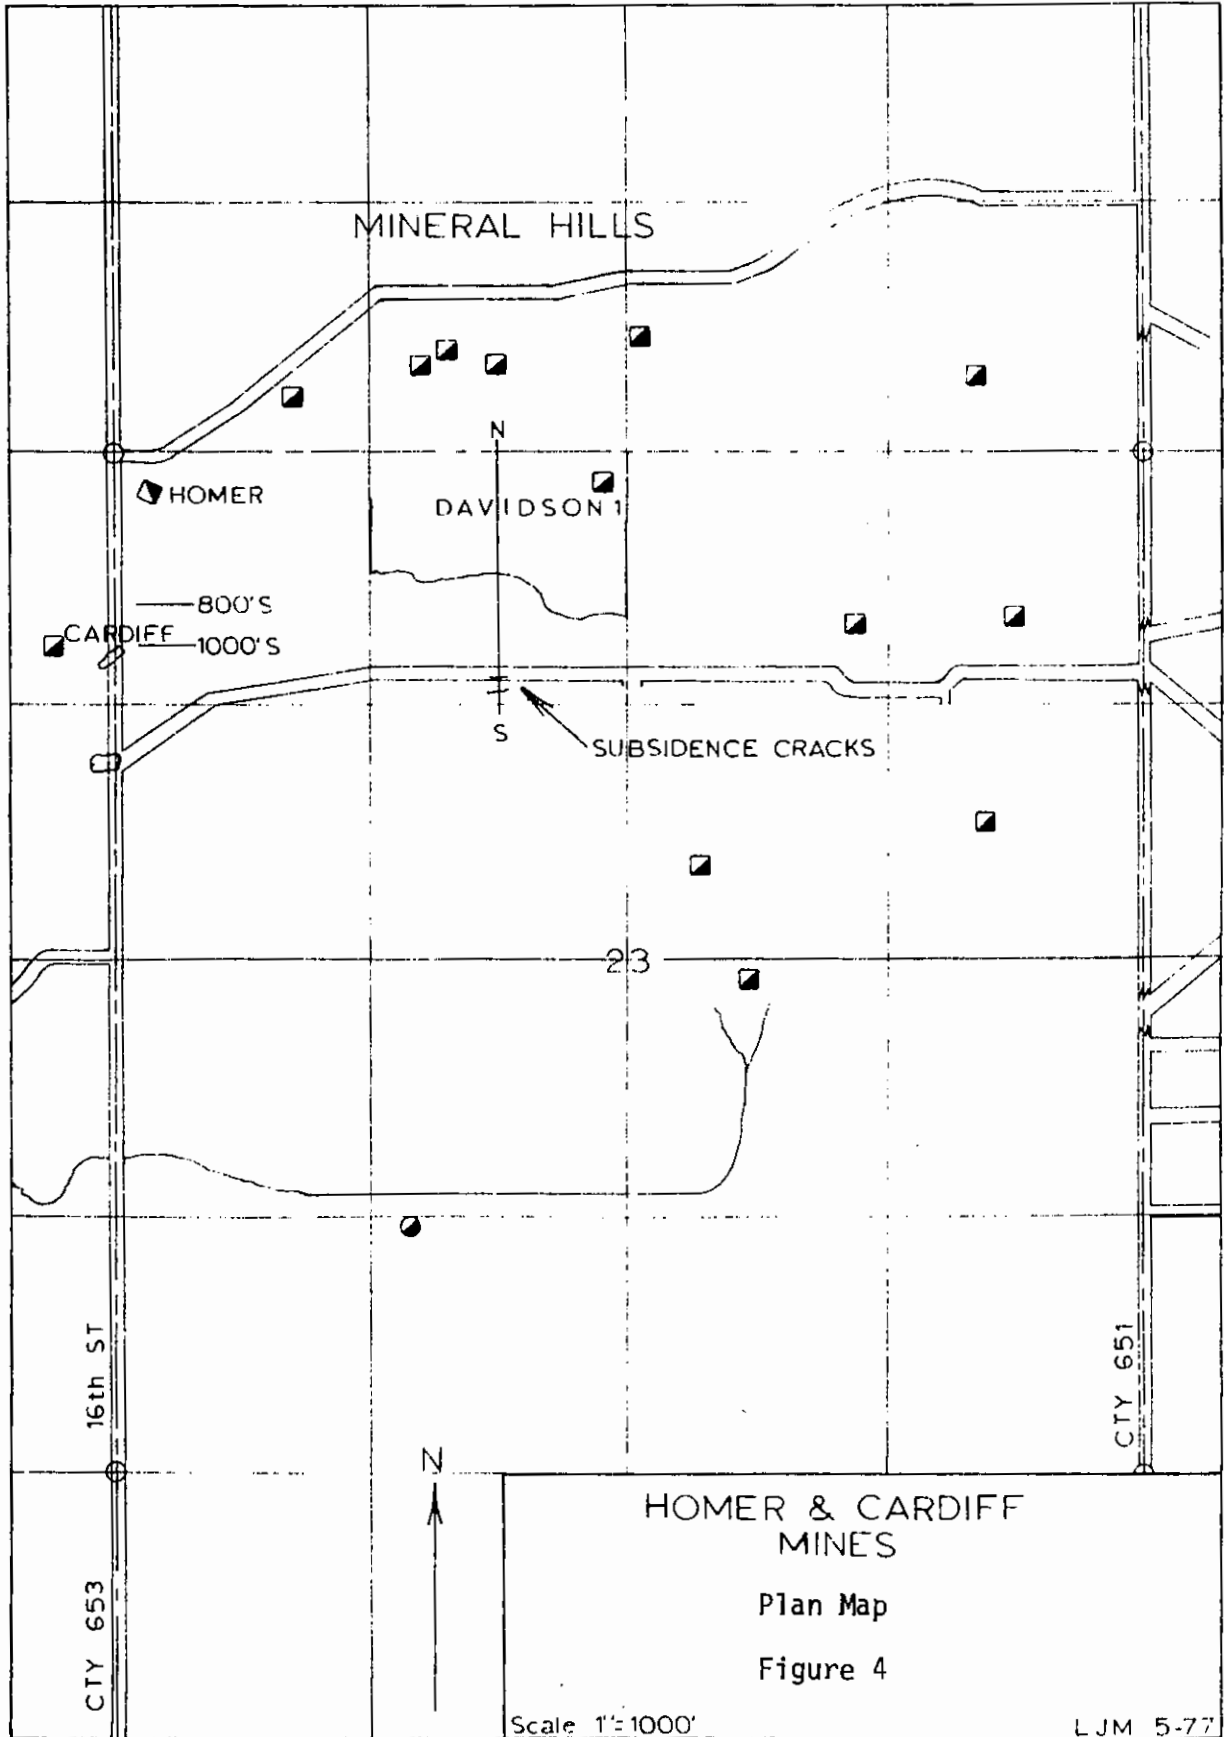 MINERAL HILLS
N
HOMER
DAVIDSON 1
800'S
CARDIFF
1000'S
S
SUBSIDENCE CRACKS
23
16th ST
CTY 651
N
CTY 653
HOMER & CARDIFF
MINES
Plan Map
Figure 4
Scale 1"=1000'
LJM 5-77